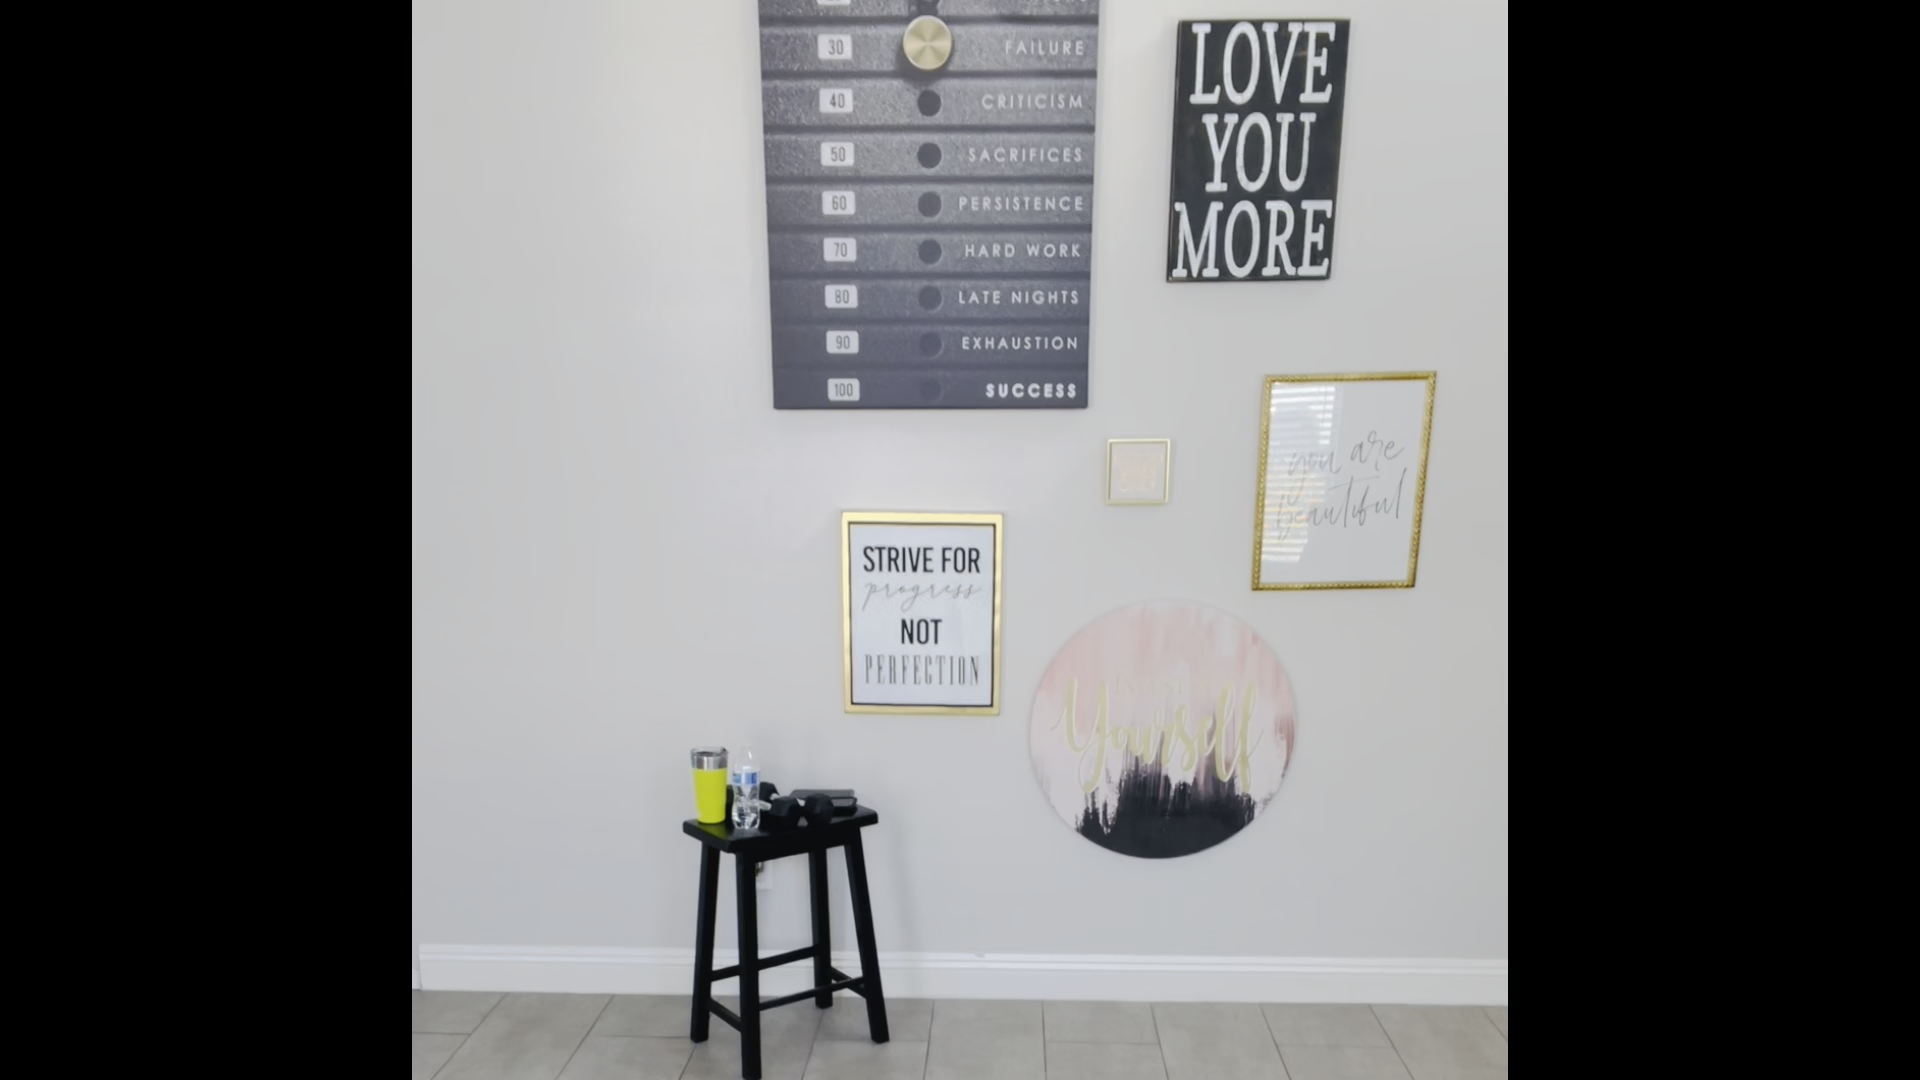 30 FAILURE
40 CRITICISM
50 SACRIFICES
60 PERSISTENCE
70 HARD WORK
80 LATE NIGHTS
90 EXHAUSTION
100 SUCCESS
LOVE
YOU
MORE
you are
beautiful
STRIVE FOR
progress
NOT
PERFECTION
Yourself